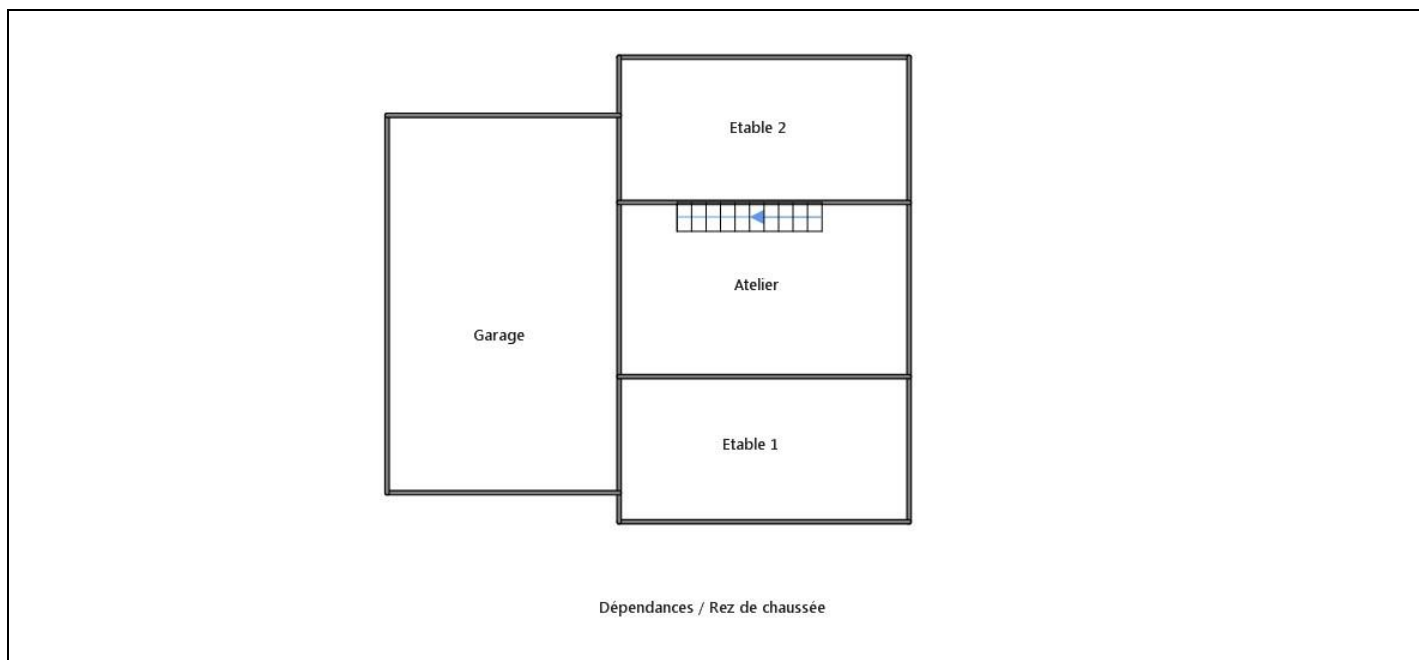 Etable 2
Atelier
Garage
Etable 1
Dépendances / Rez de chaussée